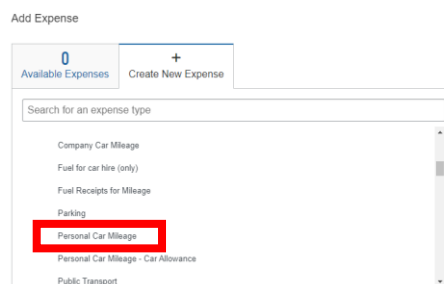 Add Expense
0
Available Expenses
+
Create New Expense
Search for an expense type
Company Car Mileage
Fuel for car hire (only)
Fuel Receipts for Mileage
Parking
Personal Car Mileage
Personal Car Mileage - Car Allowance
Public Transport